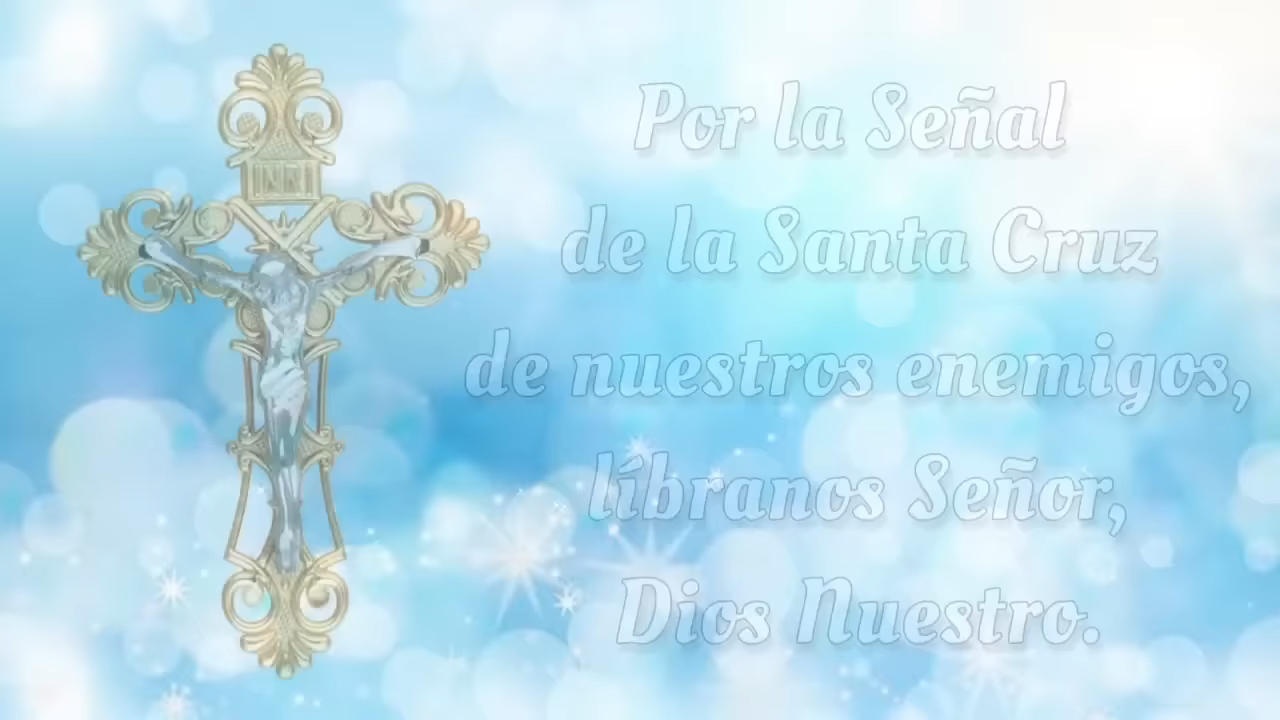 INRI
Por la Señal
de la Santa Cruz
de nuestros enemigos,
líbranos Señor,
Dios Nuestro.